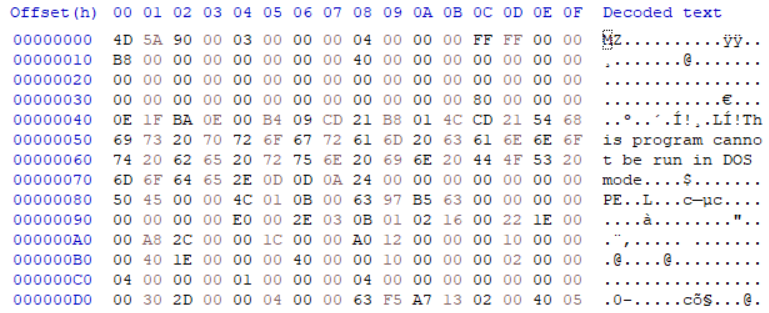 Offset(h) 00 01 02 03 04 05 06 07 08 09 0A 0B 0C 0D 0E 0F Decoded text
00000000 4D 5A 90 00 03 00 00 00 04 00 00 00 FF FF 00 00 MZ..........ÿÿ..
00000010 B8 00 00 00 00 00 00 00 40 00 00 00 00 00 00 00 ¸.......@.......
00000020 00 00 00 00 00 00 00 00 00 00 00 00 00 00 00 00 ................
00000030 00 00 00 00 00 00 00 00 00 00 00 00 80 00 00 00 ............€...
00000040 0E 1F BA 0E 00 B4 09 CD 21 B8 01 4C CD 21 54 68 ..º..´.Í!¸.LÍ!Th
00000050 69 73 20 70 72 6F 67 72 61 6D 20 63 61 6E 6E 6F is program canno
00000060 74 20 62 65 20 72 75 6E 20 69 6E 20 44 4F 53 20 t be run in DOS
00000070 6D 6F 64 65 2E 0D 0D 0A 24 00 00 00 00 00 00 00 mode....$.......
00000080 50 45 00 00 4C 01 0B 00 63 97 B5 63 00 00 00 00 PE..L...c—µc....
00000090 00 00 00 00 E0 00 2E 03 0B 01 02 16 00 22 1E 00 ....à........"..
000000A0 00 A8 2C 00 00 1C 00 00 A0 12 00 00 00 10 00 00 .¨,..... .......
000000B0 00 40 1E 00 00 00 40 00 00 10 00 00 00 02 00 00 .@....@.........
000000C0 04 00 00 00 01 00 00 00 04 00 00 00 00 00 00 00 ................
000000D0 00 30 2D 00 00 04 00 00 63 F5 A7 13 02 00 40 05 .0-.....cõ§...@.